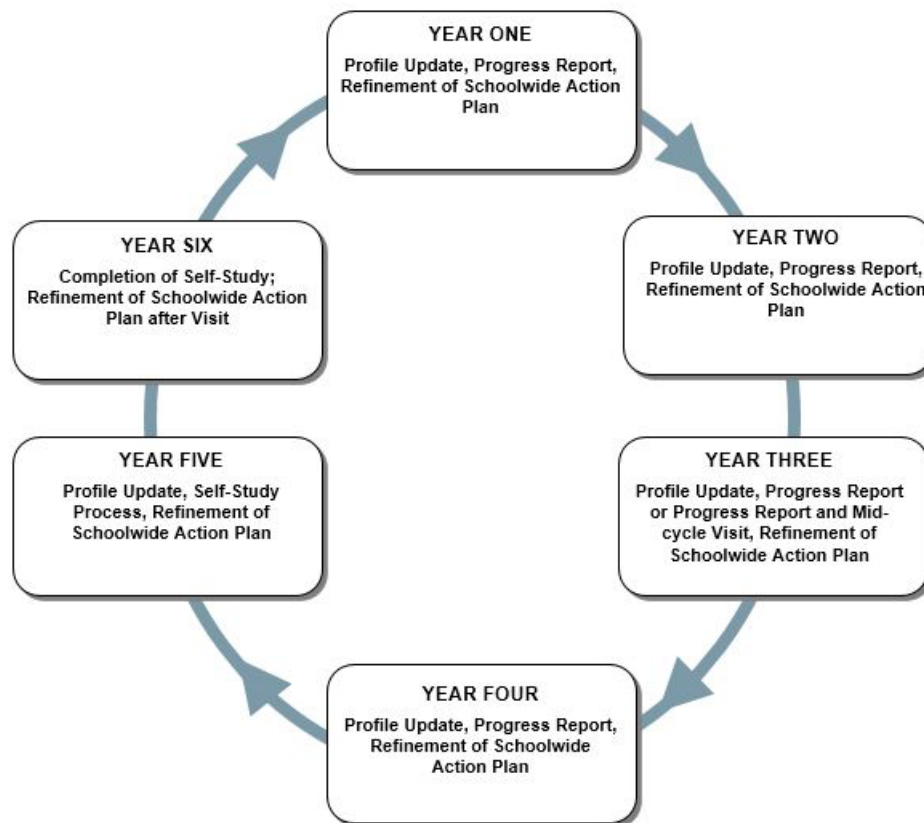 YEAR ONE
Profile Update, Progress Report,
Refinement of Schoolwide Action
Plan
YEAR TWO
Profile Update, Progress Report,
Refinement of Schoolwide Action
Plan
YEAR THREE
Profile Update, Progress Report
or Progress Report and Mid-
cycle Visit, Refinement of
Schoolwide Action Plan
YEAR FOUR
Profile Update, Progress Report,
Refinement of Schoolwide
Action Plan
YEAR FIVE
Profile Update, Self-Study
Process, Refinement of
Schoolwide Action Plan
YEAR SIX
Completion of Self-Study;
Refinement of Schoolwide Action
Plan after Visit